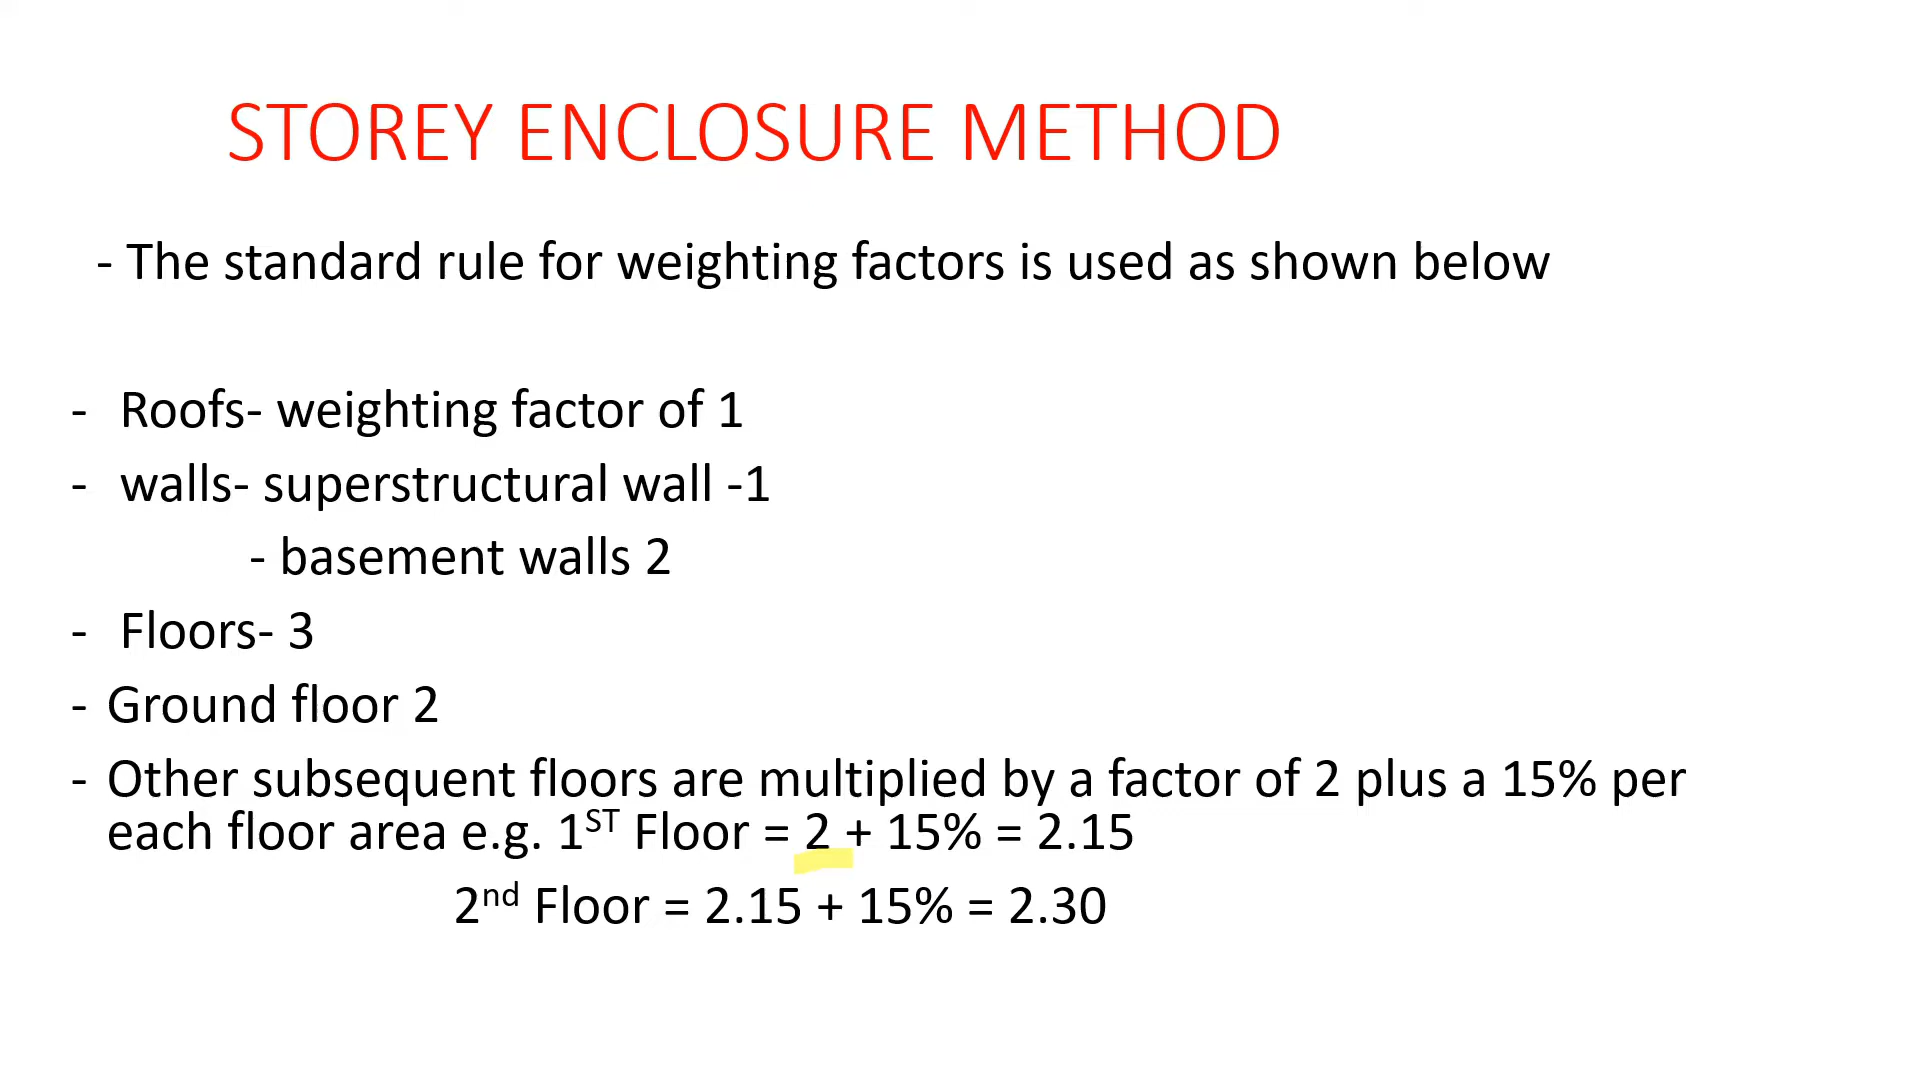 STOREY ENCLOSURE METHOD
- The standard rule for weighting factors is used as shown below
- Roofs- weighting factor of 1
- walls- superstructural wall -1
- basement walls 2
- Floors- 3
- Ground floor 2
- Other subsequent floors are multiplied by a factor of 2 plus a 15% per
each floor area e.g. 1ST Floor = 2 + 15% = 2.15
2nd Floor = 2.15 + 15% = 2.30